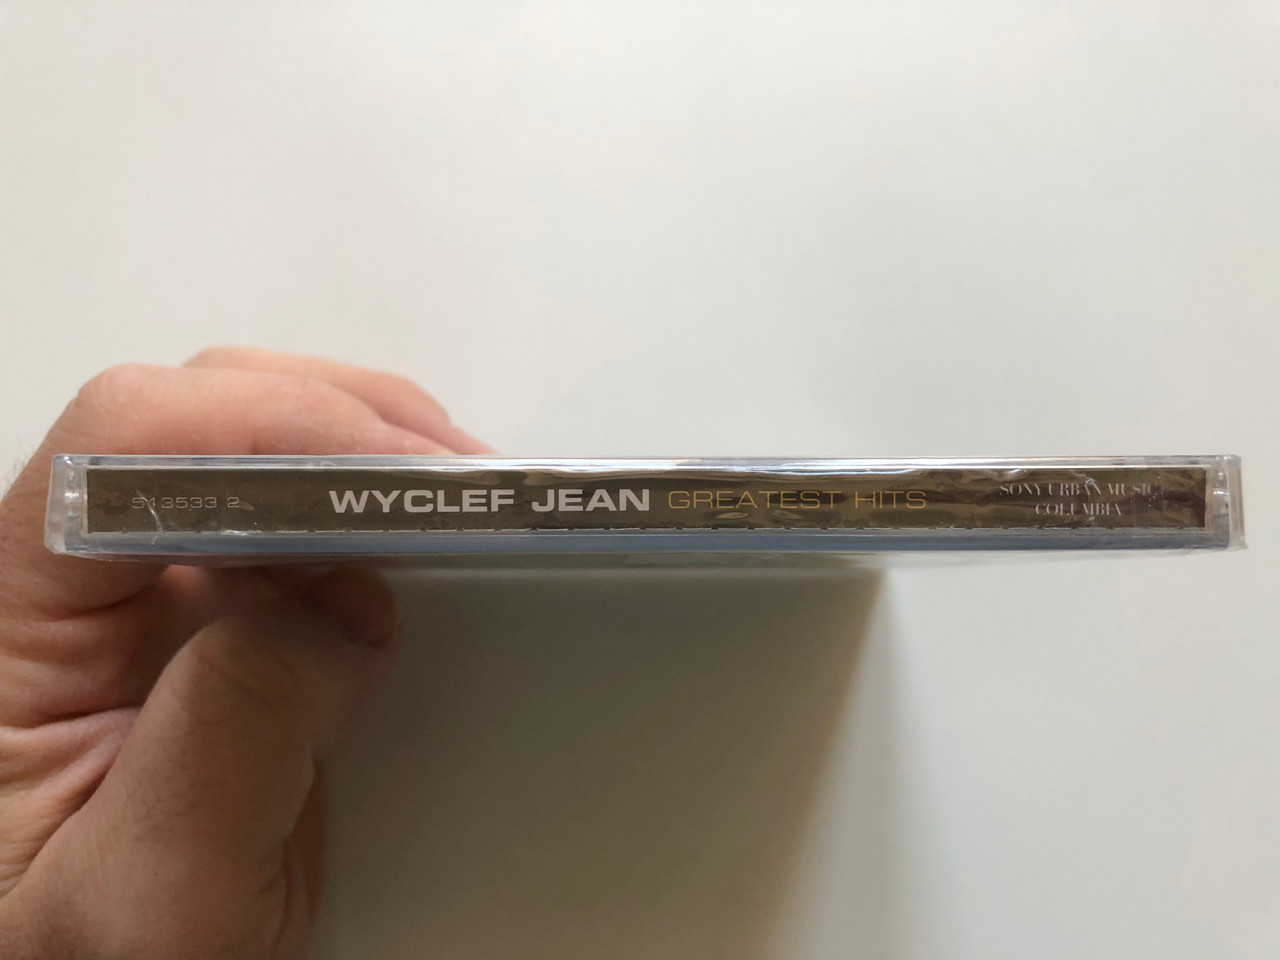 513533 2 WYCLEF JEAN GREATEST HITS SONY URBAN MUSIC
COLUMBIA